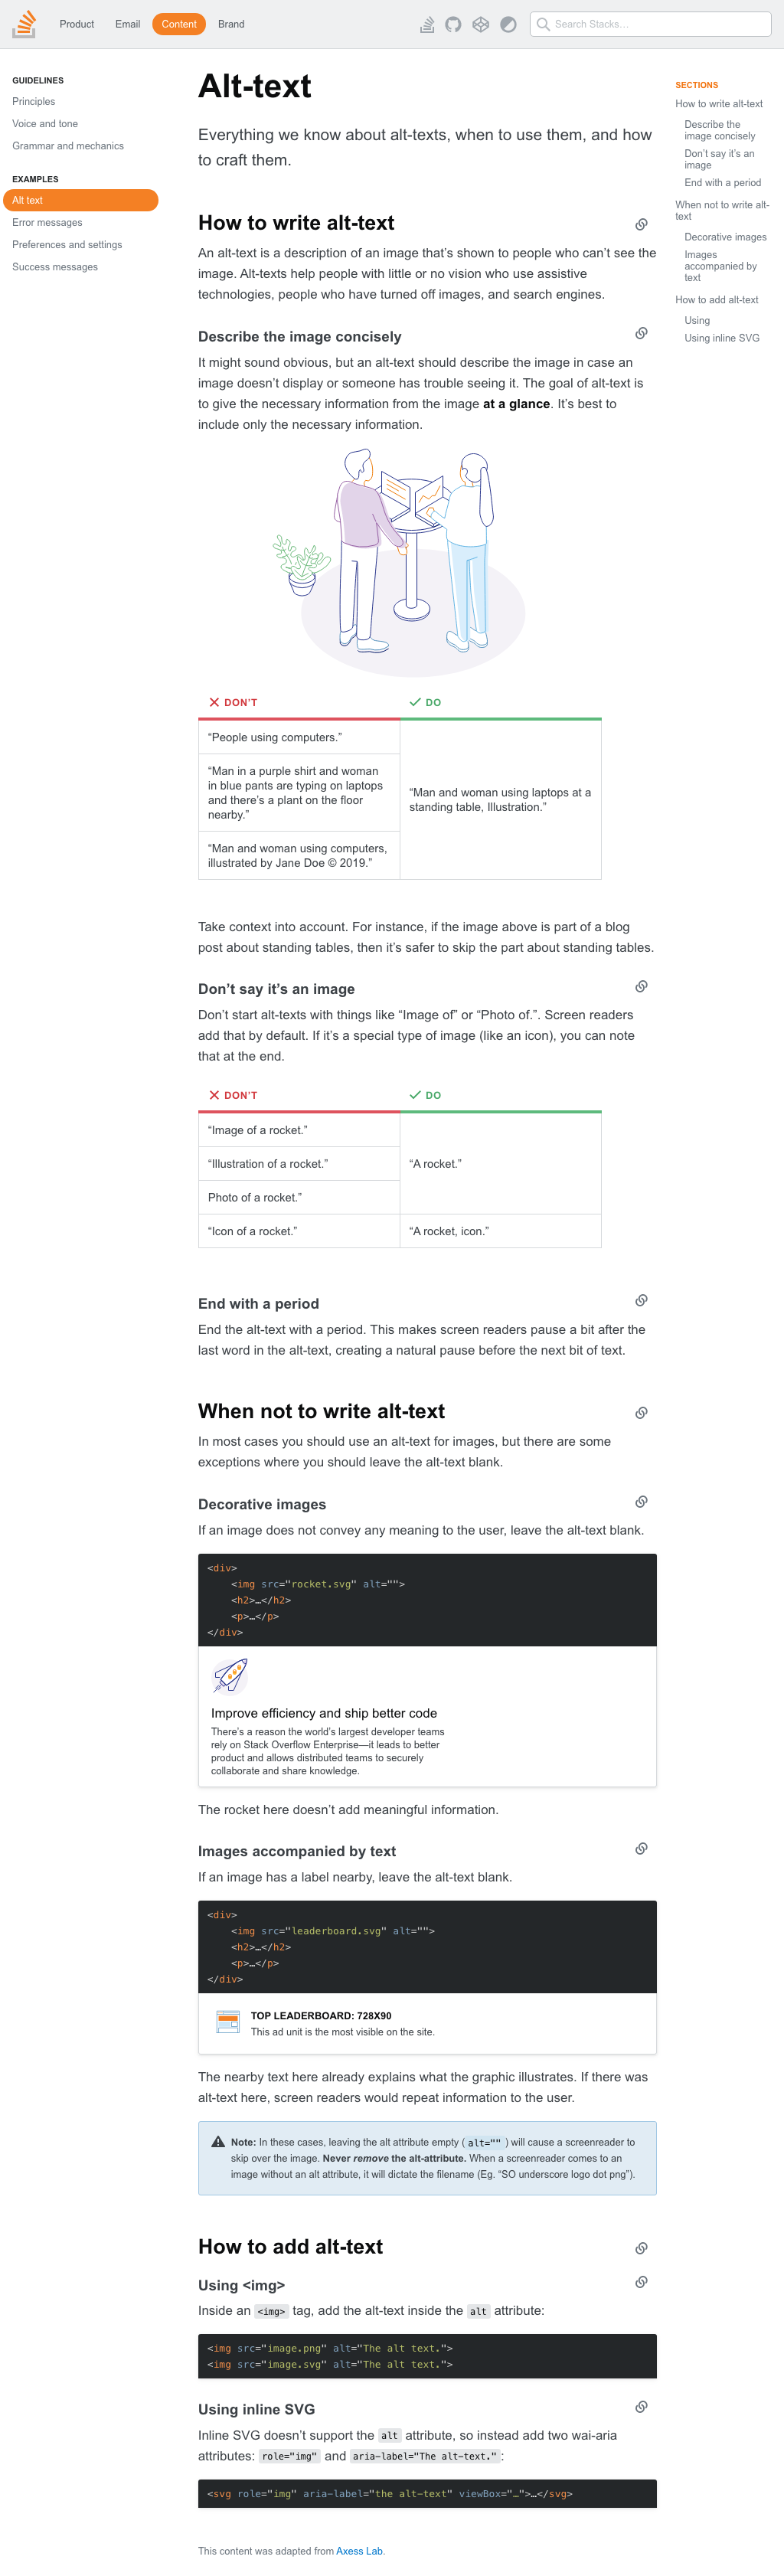 Product Email Content Brand
Search Stacks…
GUIDELINES
Principles
Voice and tone
Grammar and mechanics
EXAMPLES
Alt text
Error messages
Preferences and settings
Success messages
Alt-text
Everything we know about alt-texts, when to use them, and how
to craft them.
How to write alt-text
An alt-text is a description of an image that’s shown to people who can’t see the
image. Alt-texts help people with little or no vision who use assistive
technologies, people who have turned off images, and search engines.
Describe the image concisely
It might sound obvious, but an alt-text should describe the image in case an
image doesn’t display or someone has trouble seeing it. The goal of alt-text is
to give the necessary information from the image at a glance. It’s best to
include only the necessary information.
DON’T
DO
“People using computers.”
“Man in a purple shirt and woman
in blue pants are typing on laptops
and there’s a plant on the floor
nearby.”
“Man and woman using computers,
illustrated by Jane Doe © 2019.”
“Man and woman using laptops at a
standing table, Illustration.”
Take context into account. For instance, if the image above is part of a blog
post about standing tables, then it’s safer to skip the part about standing tables.
Don’t say it’s an image
Don’t start alt-texts with things like “Image of” or “Photo of.”. Screen readers
add that by default. If it’s a special type of image (like an icon), you can note
that at the end.
DON’T
DO
“Image of a rocket.”
“Illustration of a rocket.”
Photo of a rocket.”
“A rocket.”
“Icon of a rocket.”
“A rocket, icon.”
End with a period
End the alt-text with a period. This makes screen readers pause a bit after the
last word in the alt-text, creating a natural pause before the next bit of text.
When not to write alt-text
In most cases you should use an alt-text for images, but there are some
exceptions where you should leave the alt-text blank.
Decorative images
If an image does not convey any meaning to the user, leave the alt-text blank.
<div>
<img src="rocket.svg" alt="">
<h2>…</h2>
<p>…</p>
</div>
Improve efficiency and ship better code
There’s a reason the world’s largest developer teams
rely on Stack Overflow Enterprise—it leads to better
product and allows distributed teams to securely
collaborate and share knowledge.
The rocket here doesn’t add meaningful information.
Images accompanied by text
If an image has a label nearby, leave the alt-text blank.
<div>
<img src="leaderboard.svg" alt="">
<h2>…</h2>
<p>…</p>
</div>
TOP LEADERBOARD: 728X90
This ad unit is the most visible on the site.
The nearby text here already explains what the graphic illustrates. If there was
alt-text here, screen readers would repeat information to the user.
Note: In these cases, leaving the alt attribute empty ( alt="" ) will cause a screenreader to
skip over the image. Never remove the alt-attribute. When a screenreader comes to an
image without an alt attribute, it will dictate the filename (Eg. “SO underscore logo dot png”).
How to add alt-text
Using <img>
Inside an <img> tag, add the alt-text inside the alt attribute:
<img src="image.png" alt="The alt text.">
<img src="image.svg" alt="The alt text.">
Using inline SVG
Inline SVG doesn’t support the alt attribute, so instead add two wai-aria
attributes: role="img" and aria-label="The alt-text." :
<svg role="img" aria-label="the alt-text" viewBox="…">…</svg>
This content was adapted from Axess Lab.
SECTIONS
How to write alt-text
Describe the
image concisely
Don’t say it’s an
image
End with a period
When not to write alt-
text
Decorative images
Images
accompanied by
text
How to add alt-text
Using
Using inline SVG